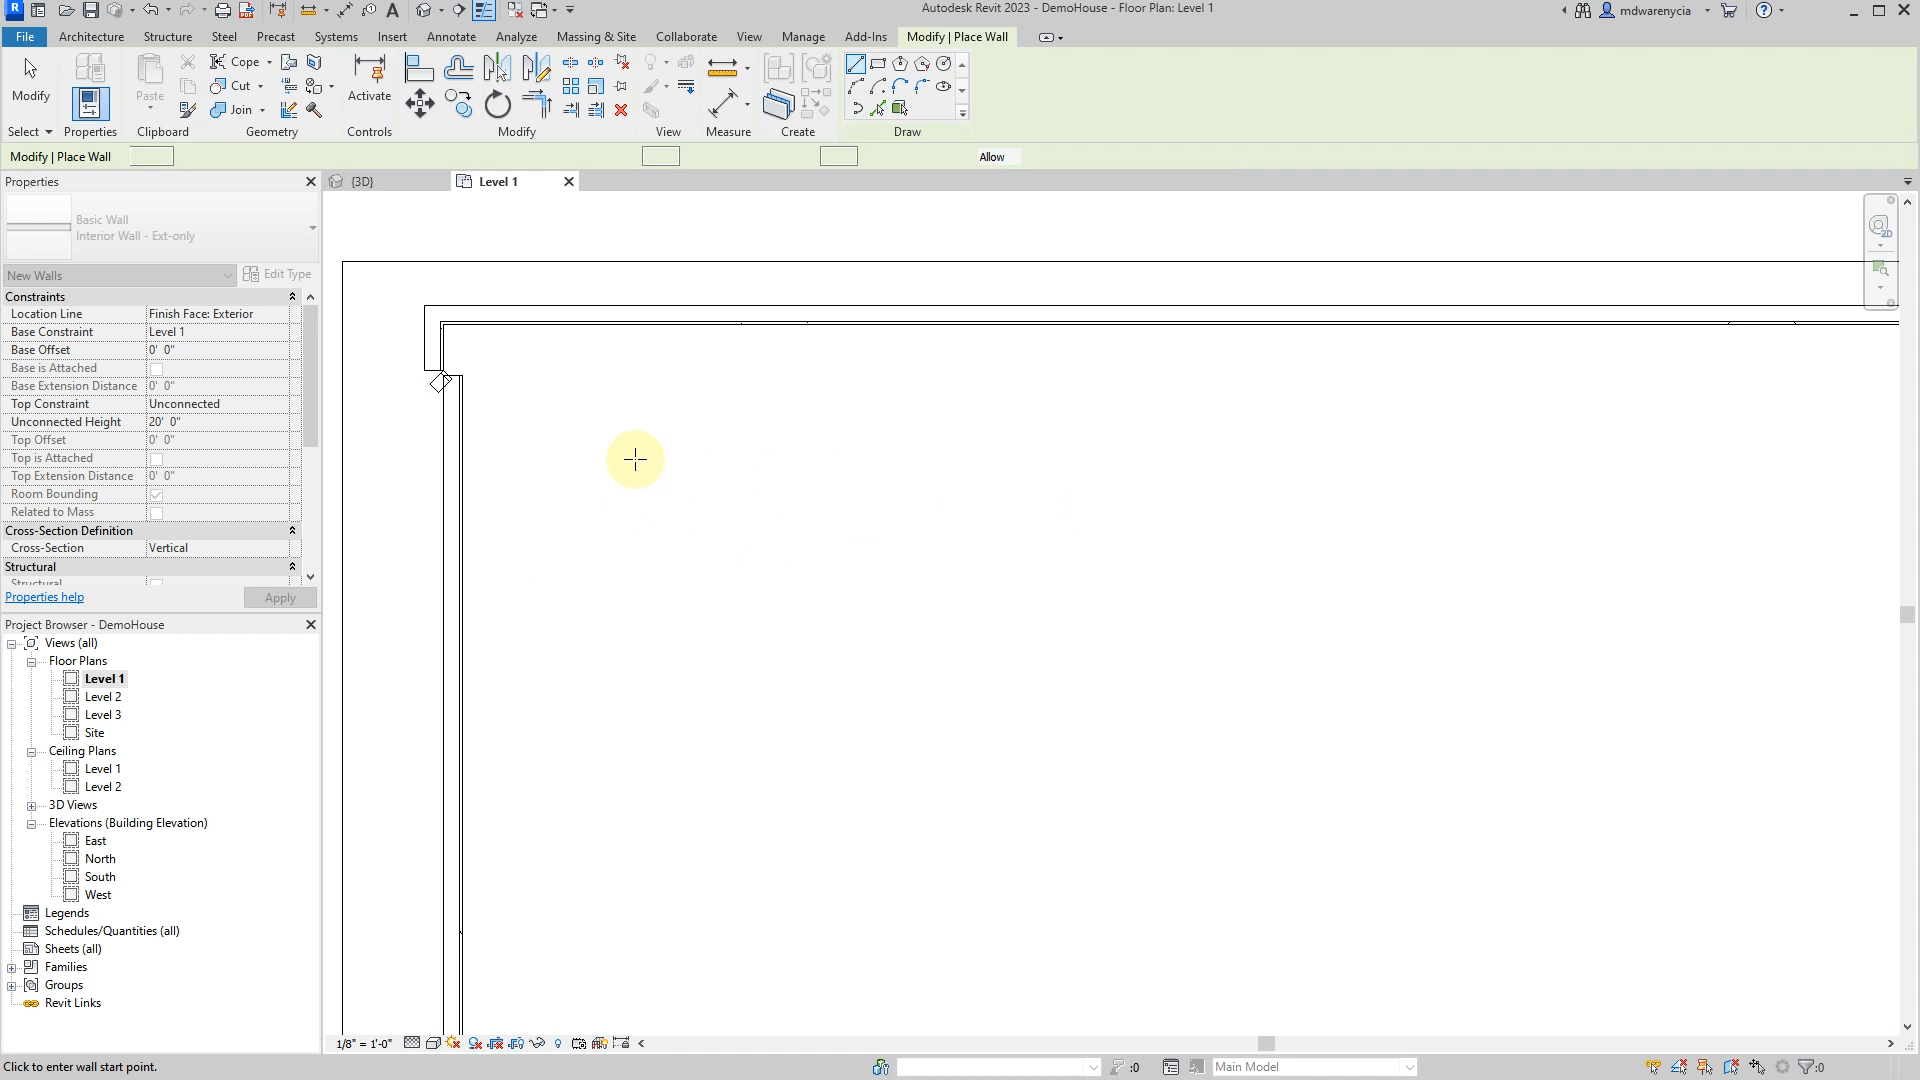 Autodesk Revit 2023 - DemoHouse - Floor Plan: Level 1
mdwarenycia
File
Architecture
Structure
Steel
Precast
Systems
Insert
Annotate
Analyze
Massing & Site
Collaborate
View
Manage
Add-Ins
Modify | Place Wall
Modify
Paste
Cope
Cut
Join
Activate
Select
Properties
Clipboard
Geometry
Controls
Modify
View
Measure
Create
Draw
Modify | Place Wall
Allow
Properties
{3D}
Level 1
Basic Wall
Interior Wall - Ext-only
New Walls
Edit Type
Constraints
Location Line Finish Face: Exterior
Base Constraint Level 1
Base Offset 0' 0"
Base is Attached
Base Extension Distance 0' 0"
Top Constraint Unconnected
Unconnected Height 20' 0"
Top Offset 0' 0"
Top is Attached
Top Extension Distance 0' 0"
Room Bounding
Related to Mass
Cross-Section Definition
Cross-Section Vertical
Structural
Structural
Properties help
Apply
Project Browser - DemoHouse
Views (all)
Floor Plans
Level 1
Level 2
Level 3
Site
Ceiling Plans
Level 1
Level 2
3D Views
Elevations (Building Elevation)
East
North
South
West
Legends
Schedules/Quantities (all)
Sheets (all)
Families
Groups
Revit Links
2D
1/8" = 1'-0"
Click to enter wall start point.
:0
Main Model
:0